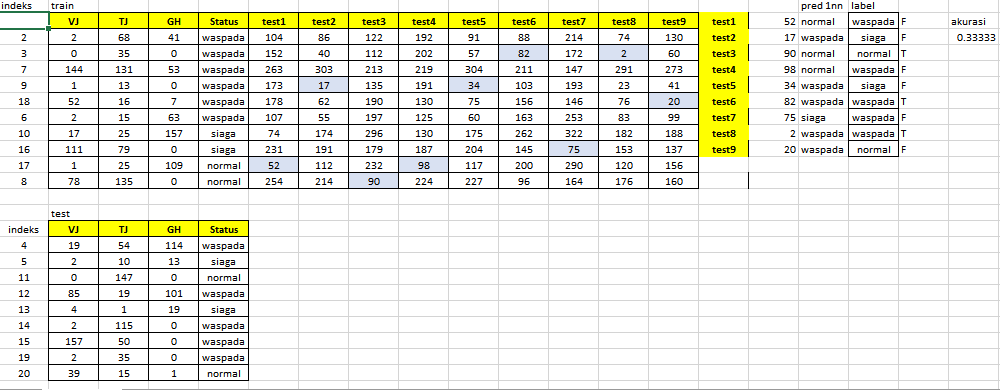 pred 1nn label
indeks train
VJ TJ GH Status test1 test2 test3 test4 test5 test6 test7 test8 test9 test1 52 normal waspada F akurasi
2 2 68 41 waspada 104 86 122 192 91 88 214 74 130 test2 17 waspada siaga F 0.33333
3 0 35 0 waspada 152 40 112 202 57 82 172 2 60 test3 90 normal normal T
7 144 131 53 waspada 263 303 213 219 304 211 147 291 273 test4 98 normal waspada F
9 1 13 0 waspada 173 17 135 191 34 103 193 23 41 test5 34 waspada siaga F
18 52 16 7 waspada 178 62 190 130 75 156 146 76 20 test6 82 waspada waspada T
6 2 15 63 waspada 107 55 197 125 60 163 253 83 99 test7 75 siaga waspada F
10 17 25 157 siaga 74 174 296 130 175 262 322 182 188 test8 2 waspada waspada T
16 111 79 0 siaga 231 191 179 187 204 145 75 153 137 test9 20 waspada normal F
17 1 25 109 normal 52 112 232 98 117 200 290 120 156
8 78 135 0 normal 254 214 90 224 227 96 164 176 160
test
indeks VJ TJ GH Status
4 19 54 114 waspada
5 2 10 13 siaga
11 0 147 0 normal
12 85 19 101 waspada
13 4 1 19 siaga
14 2 115 0 waspada
15 157 50 0 waspada
19 2 35 0 waspada
20 39 15 1 normal